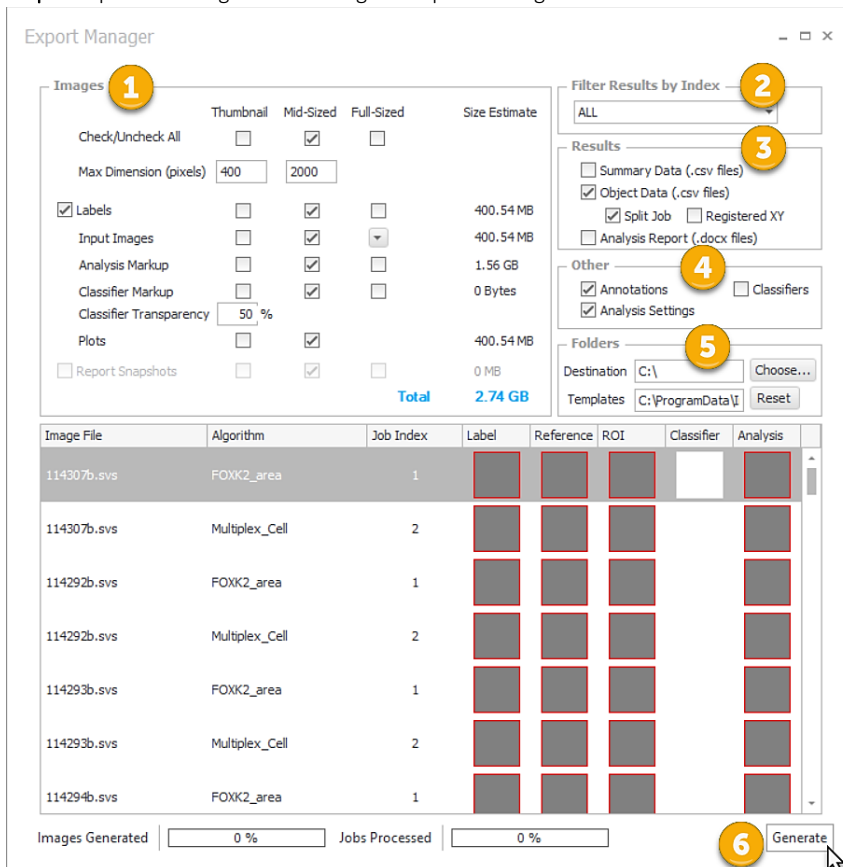 Export Manager
Images 1
Thumbnail Mid-Sized Full-Sized Size Estimate
Check/Uncheck All
Max Dimension (pixels) 400 2000
Labels 400.54 MB
Input Images 400.54 MB
Analysis Markup 1.56 GB
Classifier Markup 0 Bytes
Classifier Transparency 50 %
Plots 400.54 MB
Report Snapshots 0 MB
Total 2.74 GB
Filter Results by Index 2
ALL
Results 3
Summary Data (.csv files)
Object Data (.csv files)
Split Job Registered XY
Analysis Report (.docx files)
Other 4
Annotations Classifiers
Analysis Settings
Folders 5
Destination C:\ Choose...
Templates C:\ProgramData\I Reset
Image File Algorithm Job Index Label Reference ROI Classifier Analysis
114307b.svs FOXK2_area 1
114307b.svs Multiplex_Cell 2
114292b.svs FOXK2_area 1
114292b.svs Multiplex_Cell 2
114293b.svs FOXK2_area 1
114293b.svs Multiplex_Cell 2
114294b.svs FOXK2_area 1
Images Generated 0 % Jobs Processed 0 % 6 Generate